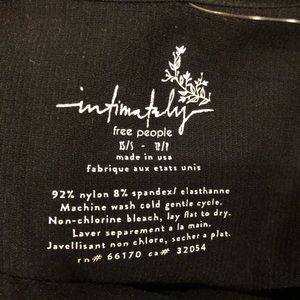 intimately
free people
XS/S - TP/P
made in usa
fabrique aux etats unis
92% nylon 8% spandex/ elasthanne
Machine wash cold gentle cycle.
Non-chlorine bleach, lay flat to dry.
Laver separement a la main.
Javellisant non chlore, secher a plat.
rn# 66170 ca# 32054